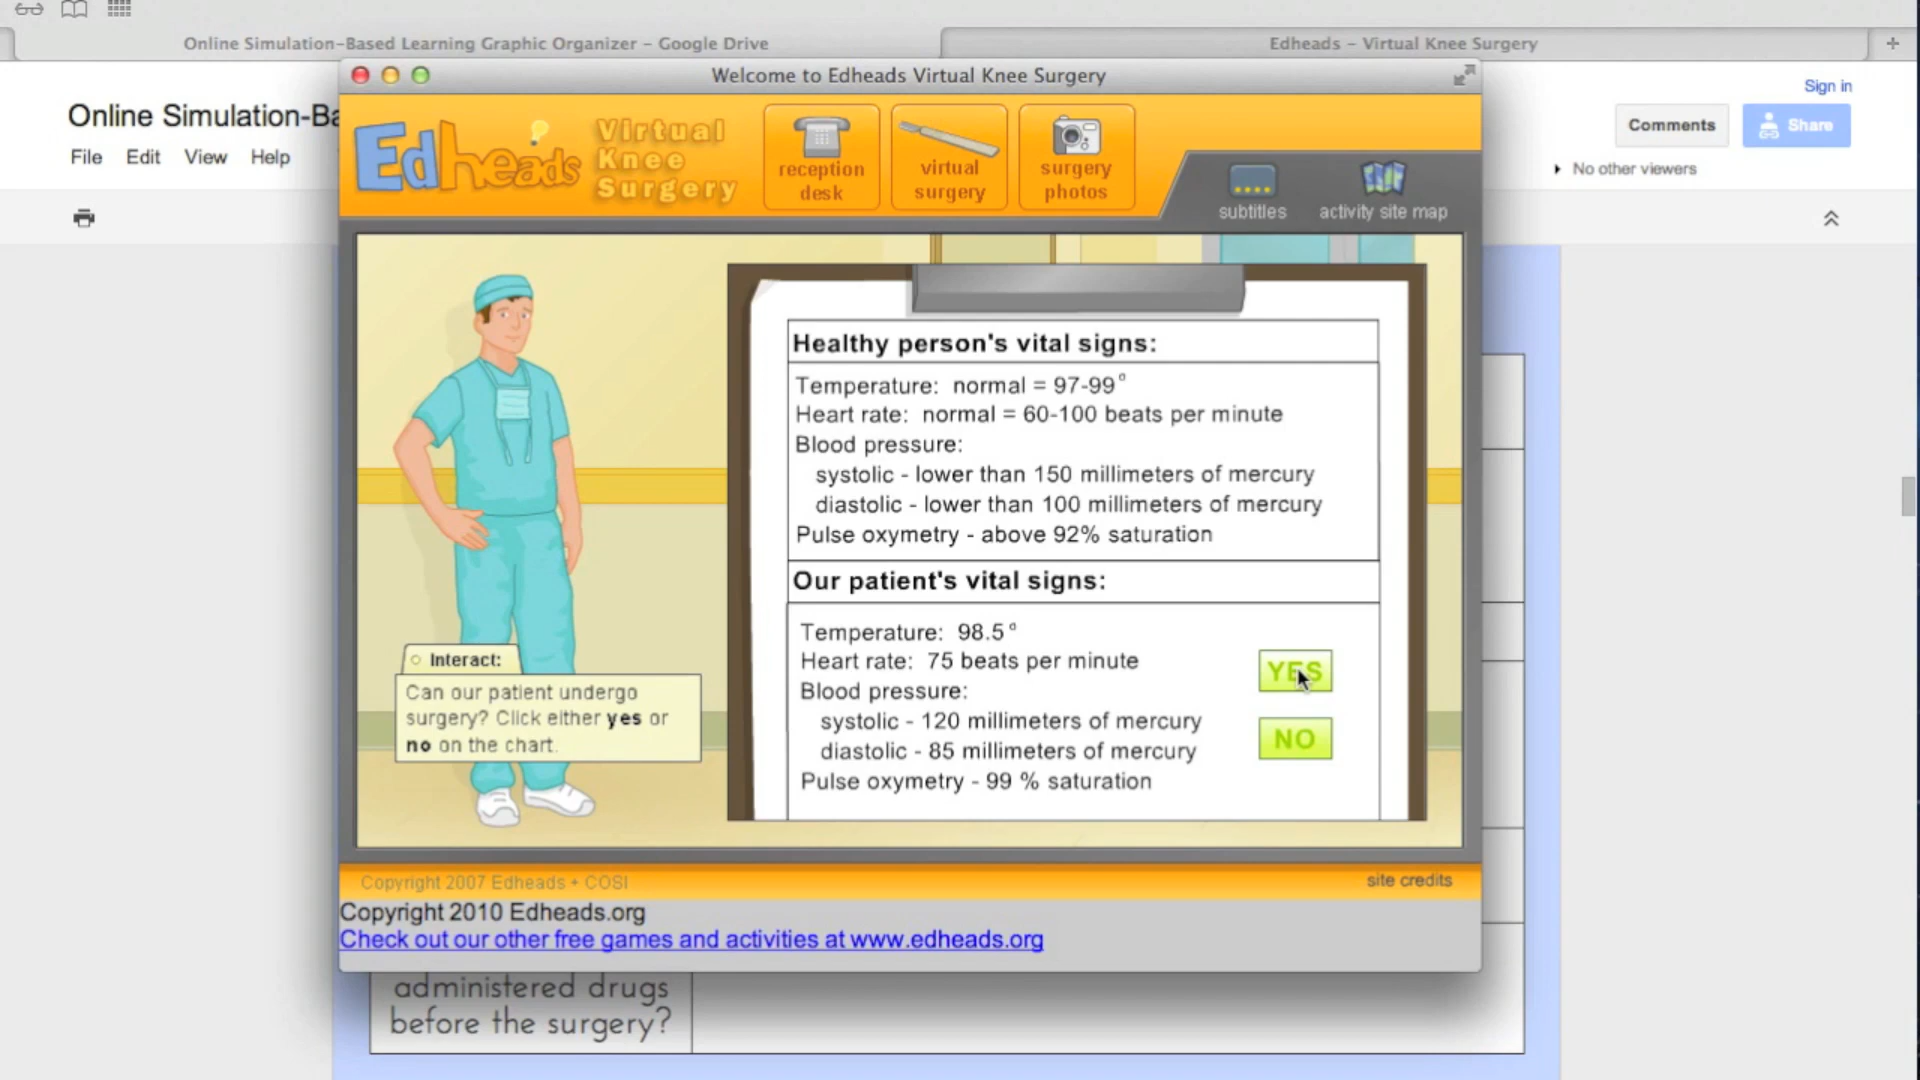 Online Simulation-Based Learning Graphic Organizer – Google Drive
Edheads – Virtual Knee Surgery
+
Welcome to Edheads Virtual Knee Surgery
Sign in
Online Simulation-Ba
Comments
Share
File Edit View Help
No other viewers
Edheads
Virtual
Knee
Surgery
reception
desk
virtual
surgery
surgery
photos
subtitles
activity site map
Healthy person's vital signs:
Temperature: normal = 97-99°
Heart rate: normal = 60-100 beats per minute
Blood pressure:
systolic - lower than 150 millimeters of mercury
diastolic - lower than 100 millimeters of mercury
Pulse oxymetry - above 92% saturation
Our patient's vital signs:
Temperature: 98.5°
Heart rate: 75 beats per minute
Blood pressure:
systolic - 120 millimeters of mercury
diastolic - 85 millimeters of mercury
Pulse oxymetry - 99 % saturation
YES
NO
Interact:
Can our patient undergo
surgery? Click either yes or
no on the chart.
Copyright 2007 Edheads + COSI
site credits
Copyright 2010 Edheads.org
Check out our other free games and activities at www.edheads.org
administered drugs
before the surgery?